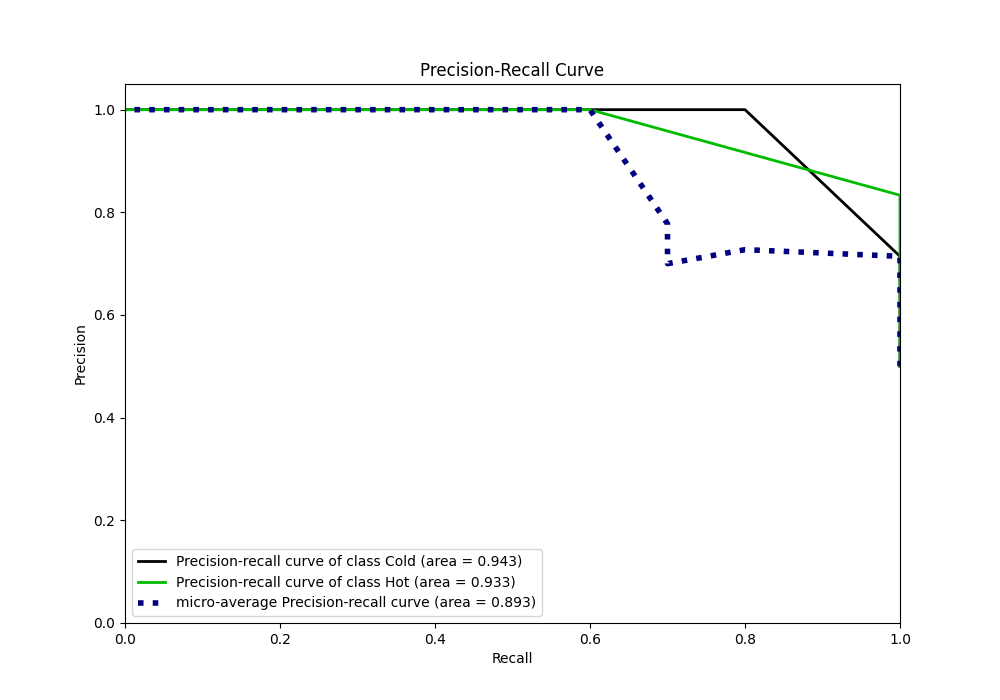 Precision-Recall Curve
1.0
0.8
0.6
0.4
0.2
0.0
Precision
Precision-recall curve of class Cold (area = 0.943)
Precision-recall curve of class Hot (area = 0.933)
micro-average Precision-recall curve (area = 0.893)
0.0 0.2 0.4 0.6 0.8 1.0
Recall